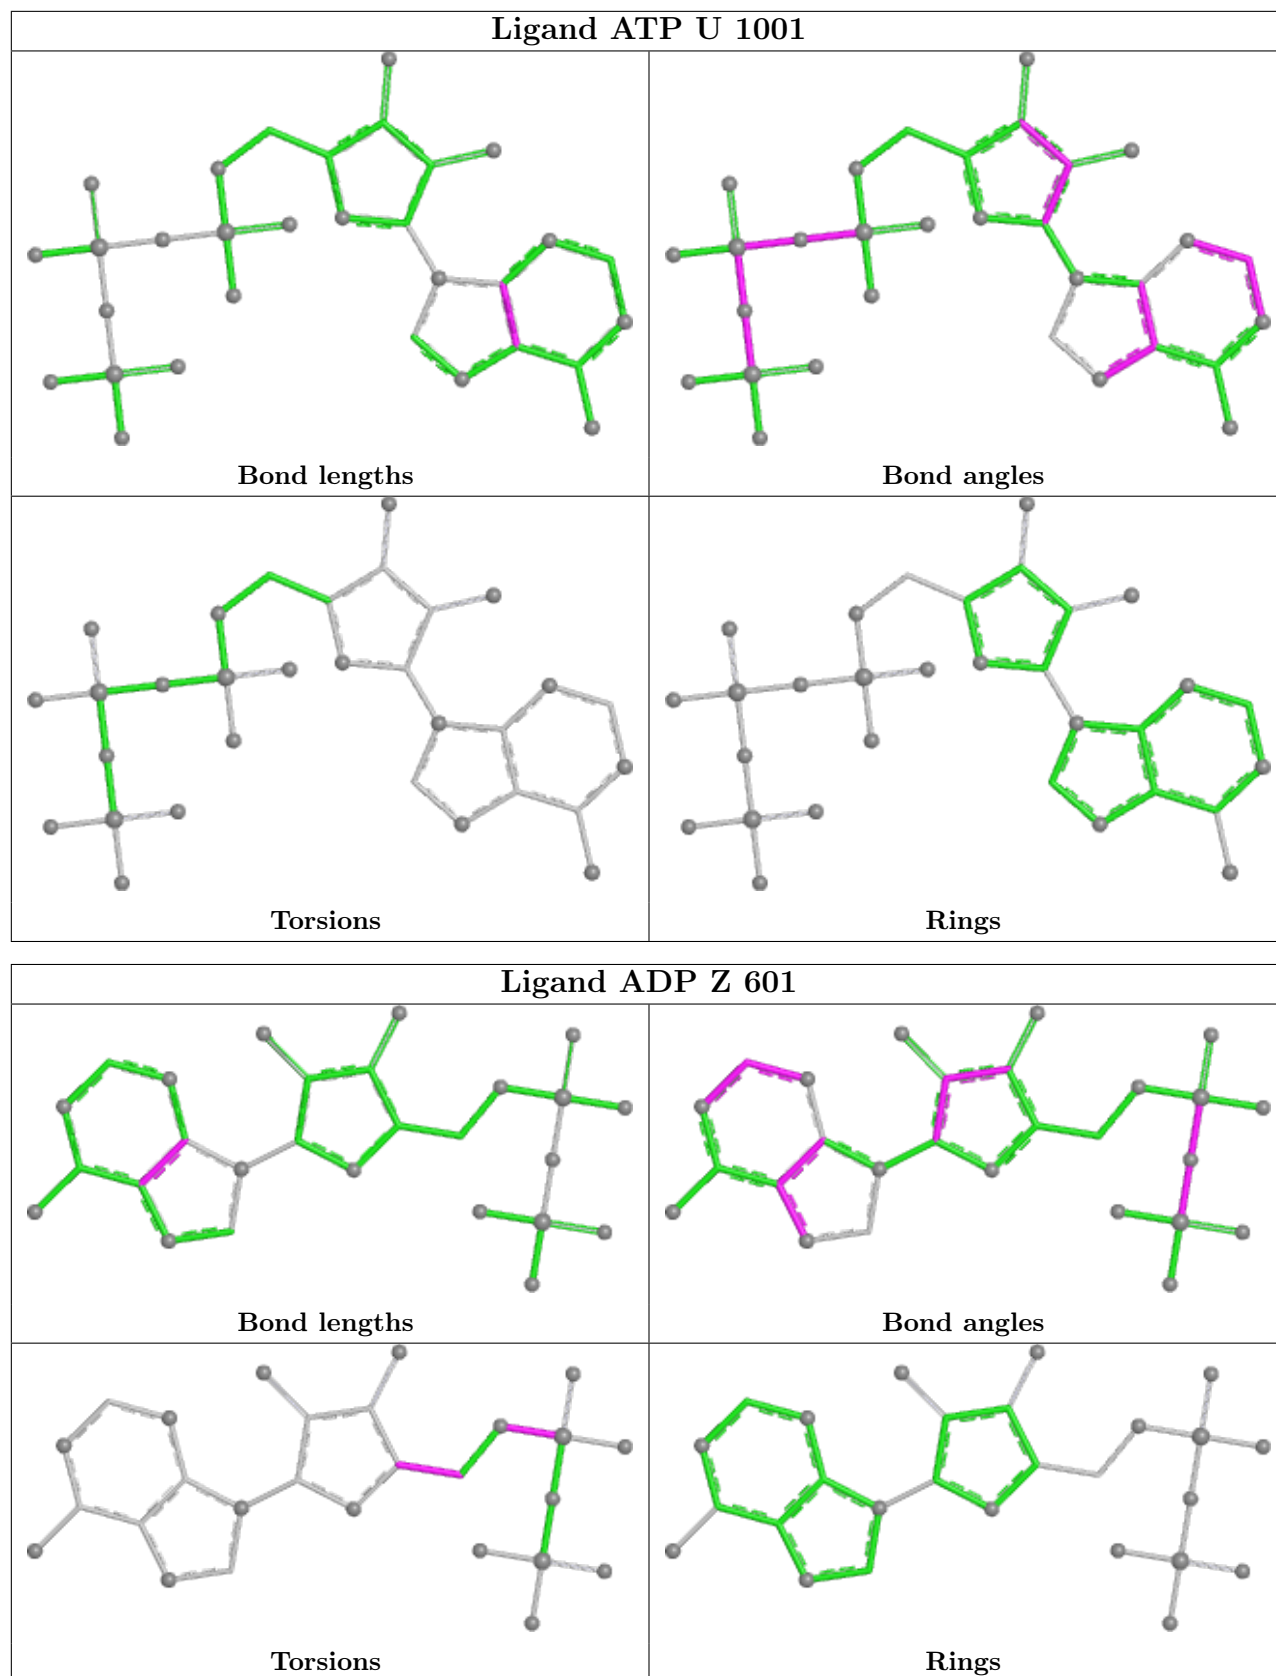 Ligand ATP U 1001
Bond lengths
Bond angles
Torsions
Rings
Ligand ADP Z 601
Bond lengths
Bond angles
Torsions
Rings